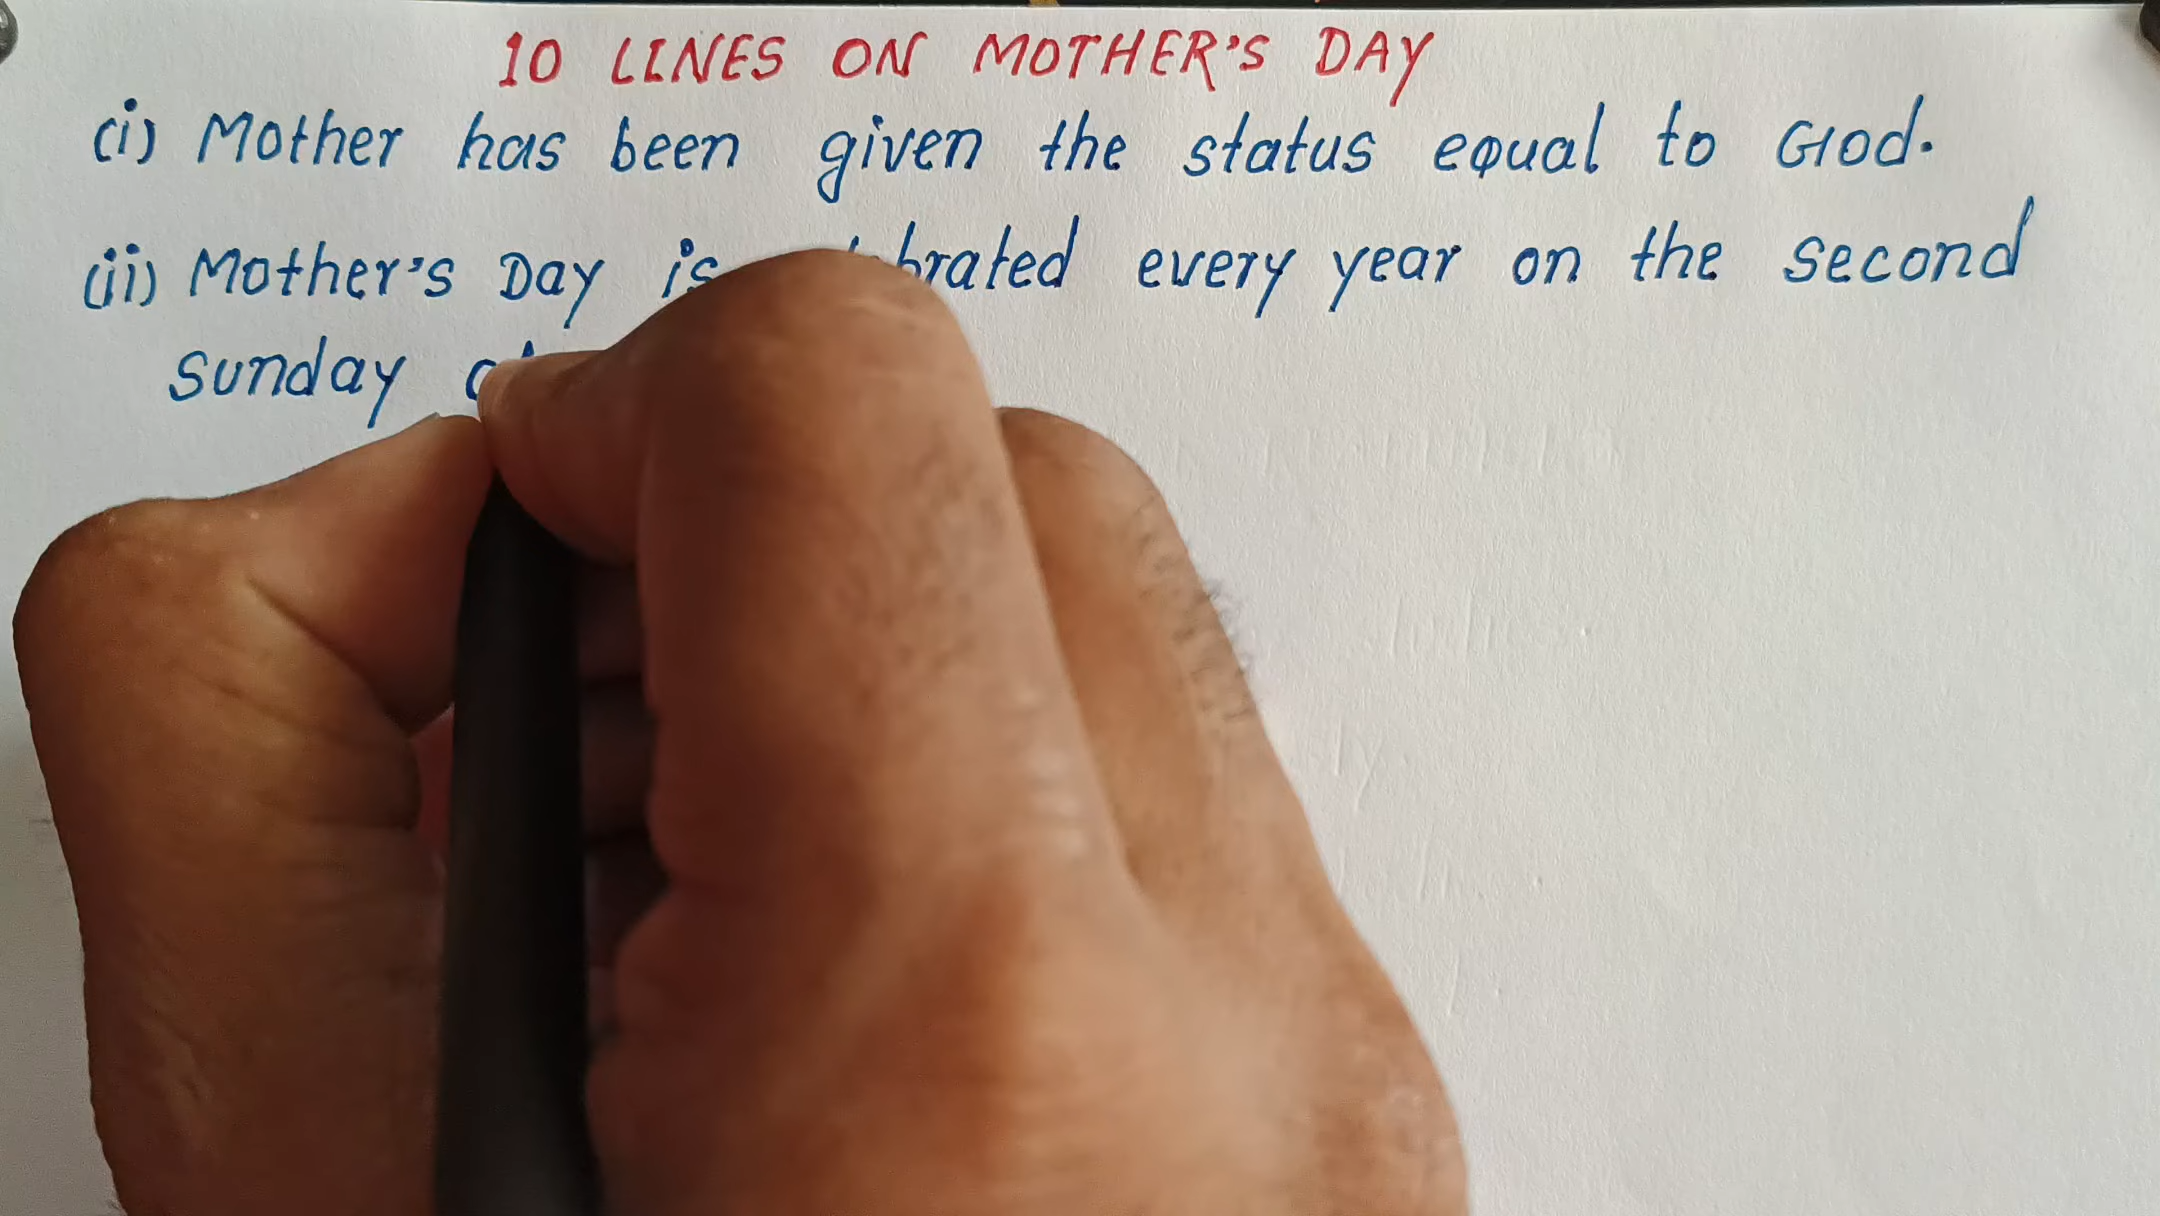 10 LINES ON MOTHER'S DAY
(i) Mother has been given the status equal to God.
(ii) Mother's Day is every year on the second
Sunday